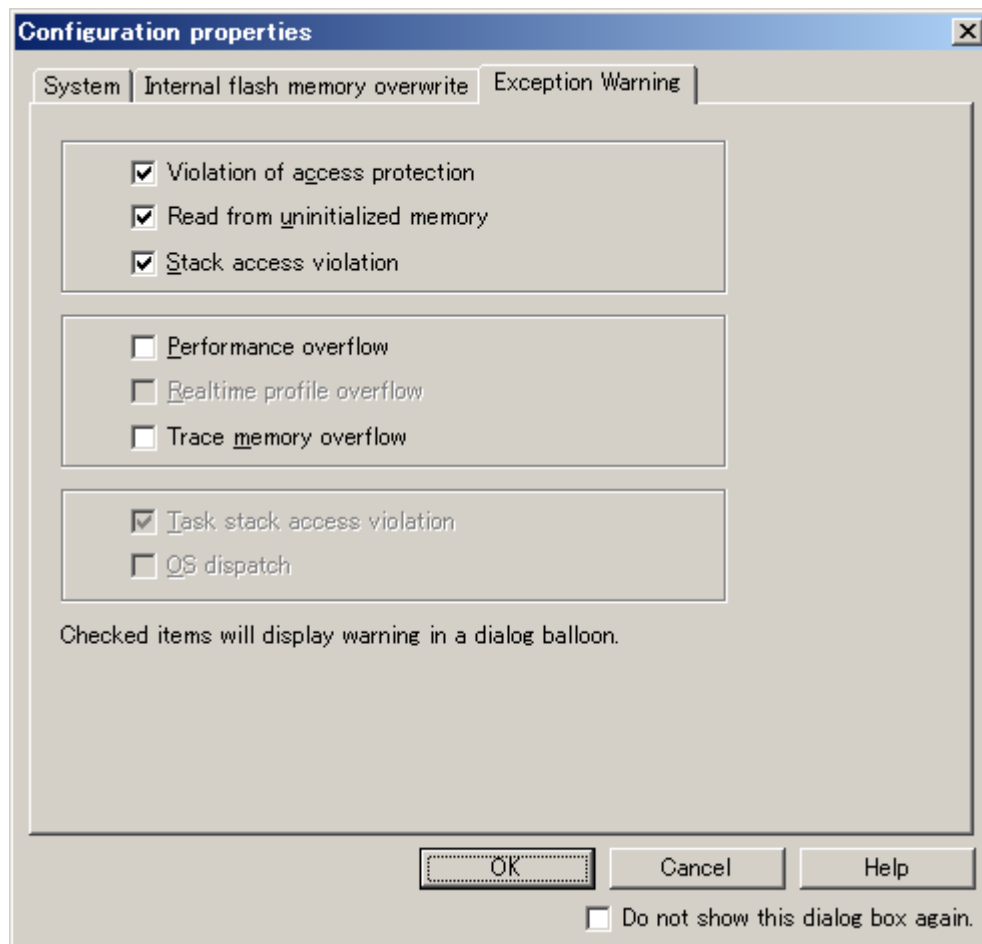 Configuration properties
System Internal flash memory overwrite Exception Warning
Violation of access protection
Read from uninitialized memory
Stack access violation
Performance overflow
Realtime profile overflow
Trace memory overflow
Task stack access violation
OS dispatch
Checked items will display warning in a dialog balloon.
OK Cancel Help
Do not show this dialog box again.